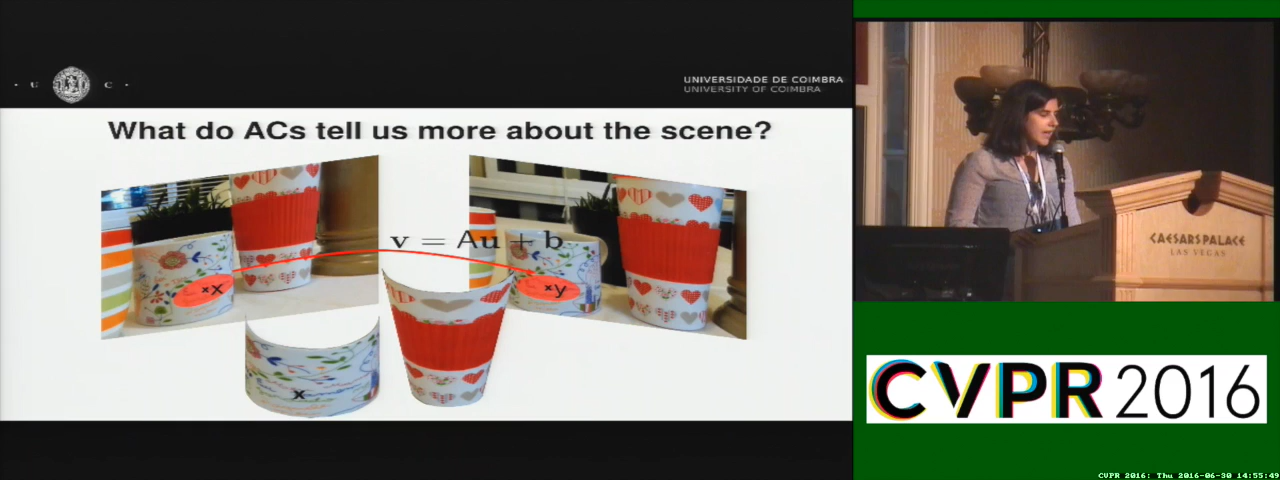 U C
UNIVERSIDADE DE COIMBRA
UNIVERSITY OF COIMBRA
What do ACs tell us more about the scene?
v = Au + b
x
y
X
CAESARS PALACE
LAS VEGAS
CVPR 2016
CVPR 2016: Thu 2016-06-30 14:55:49